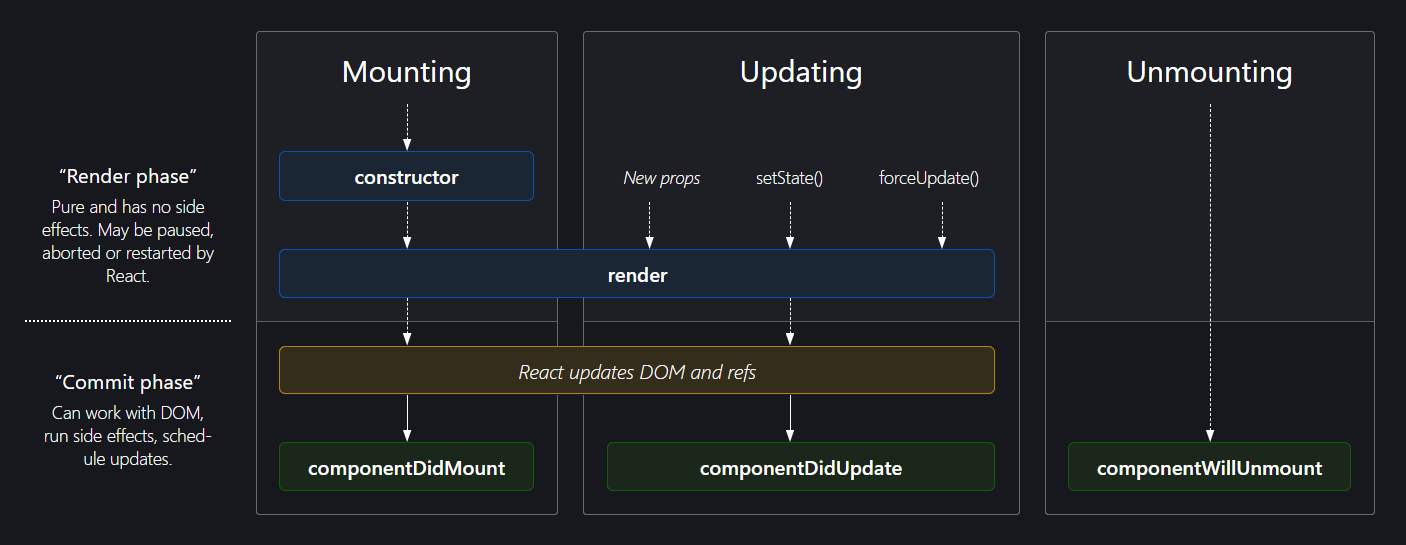 Mounting
Updating
Unmounting
“Render phase”
Pure and has no side
effects. May be paused,
aborted or restarted by
React.
constructor
New props
setState()
forceUpdate()
render
“Commit phase”
Can work with DOM,
run side effects, sched-
ule updates.
React updates DOM and refs
componentDidMount
componentDidUpdate
componentWillUnmount